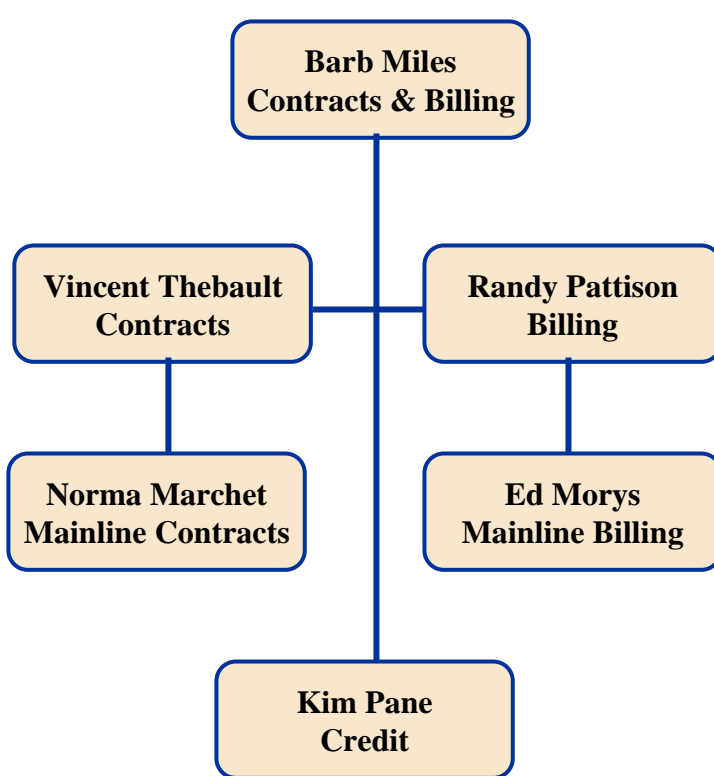 Barb Miles
Contracts & Billing
Vincent Thebault
Contracts
Randy Pattison
Billing
Norma Marchet
Mainline Contracts
Ed Morys
Mainline Billing
Kim Pane
Credit